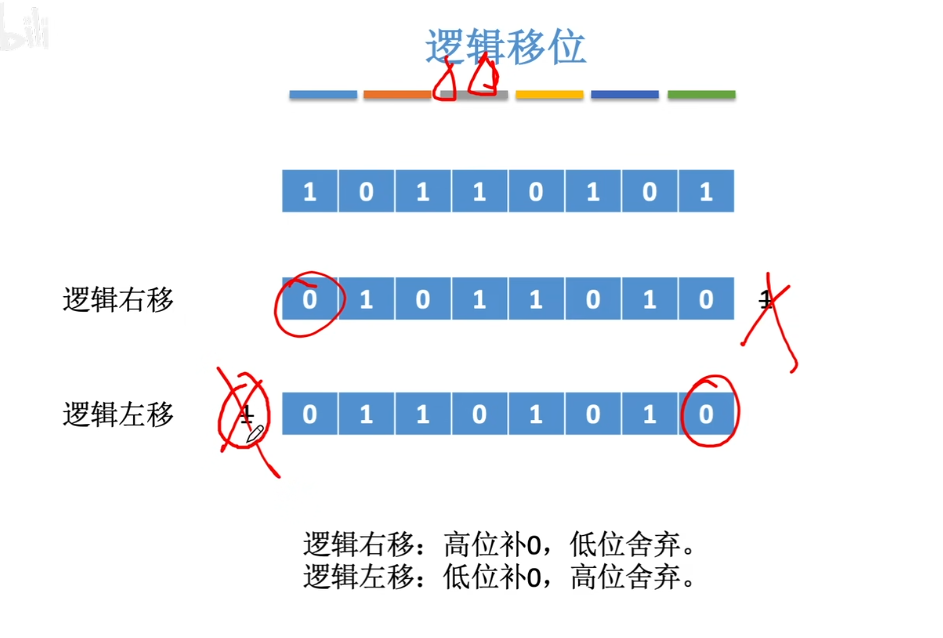 bili
逻辑移位
1 0 1 1 0 1 0 1
逻辑右移 0 1 0 1 1 0 1 0 1
逻辑左移 1 0 1 1 0 1 0 1 0
逻辑右移：高位补0，低位舍弃。
逻辑左移：低位补0，高位舍弃。